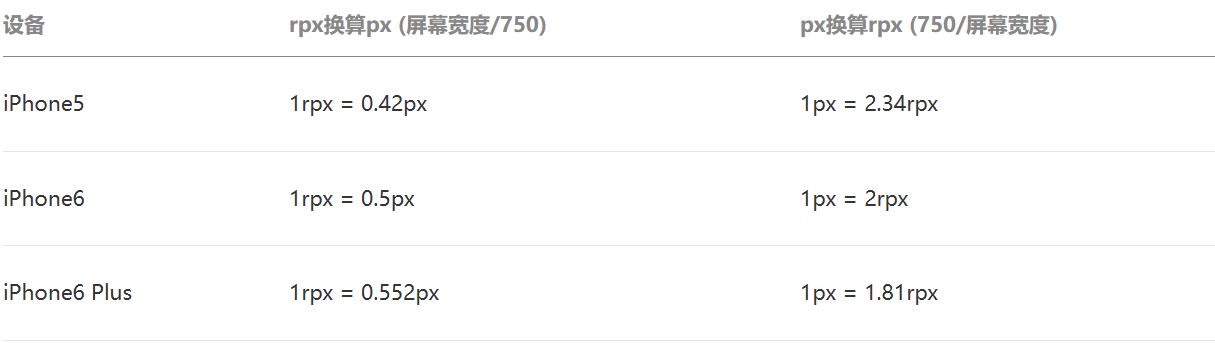 设备 rpx换算px (屏幕宽度/750) px换算rpx (750/屏幕宽度)
iPhone5 1rpx = 0.42px 1px = 2.34rpx
iPhone6 1rpx = 0.5px 1px = 2rpx
iPhone6 Plus 1rpx = 0.552px 1px = 1.81rpx